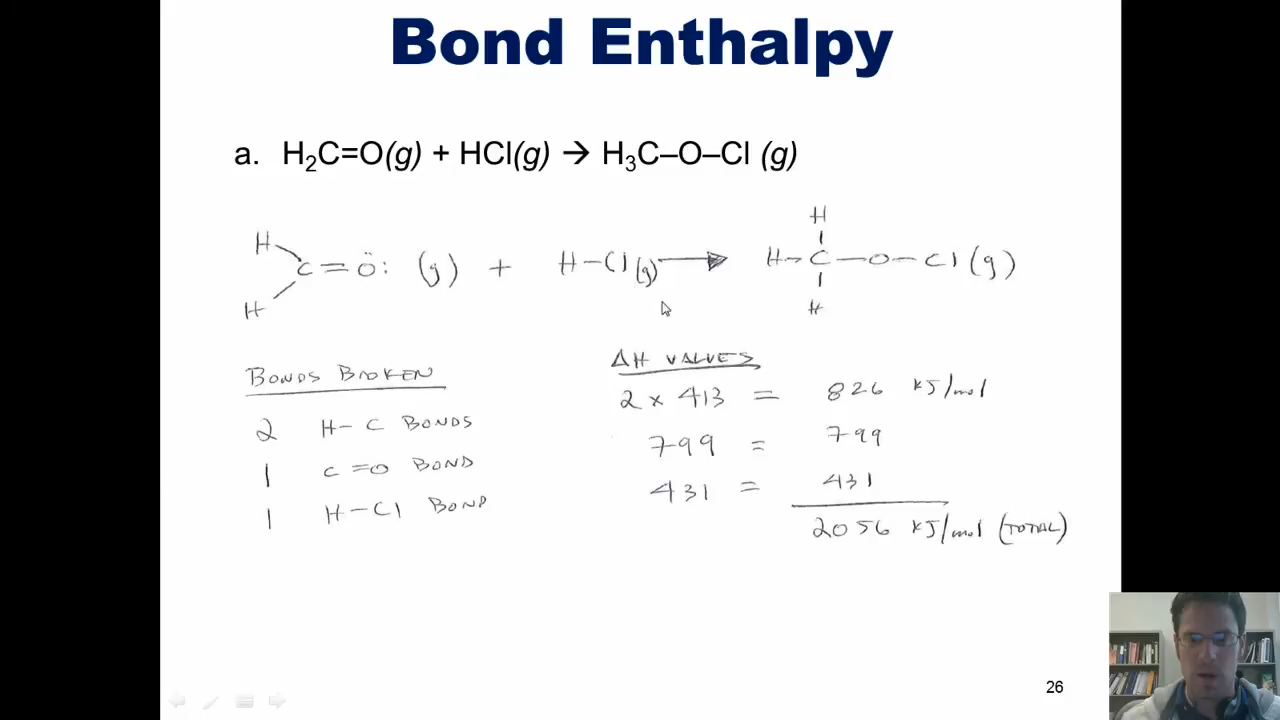 Bond Enthalpy
a. H₂C=O(g) + HCl(g) → H₃C–O–Cl (g)
H H
C = Ö: (g) + H - Cl (g) → H - C - O - Cl (g)
H H
BONDS BROKEN ΔH VALUES
2 H - C BONDS 2 x 413 = 826 KJ/mol
1 C = O BOND 799 = 799
1 H - Cl BOND 431 = 431
2056 KJ/mol (TOTAL)
26